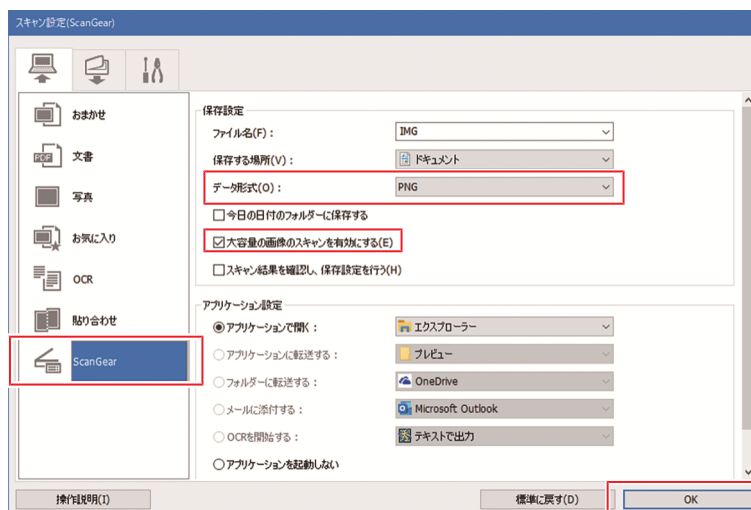 スキャン設定(ScanGear)
おまかせ
PDF 文書
写真
お気に入り
OCR
貼り合わせ
ScanGear
保存設定
ファイル名(F)： IMG
保存する場所(V)： ドキュメント
データ形式(O)： PNG
今日の日付のフォルダーに保存する
大容量の画像のスキャンを有効にする(E)
スキャン結果を確認し、保存設定を行う(H)
アプリケーション設定
アプリケーションで開く： エクスプローラー
アプリケーションに転送する： プレビュー
フォルダーに転送する： OneDrive
メールに添付する： Microsoft Outlook
OCRを開始する： テキストで出力
アプリケーションを起動しない
操作説明(I) 標準に戻す(D) OK